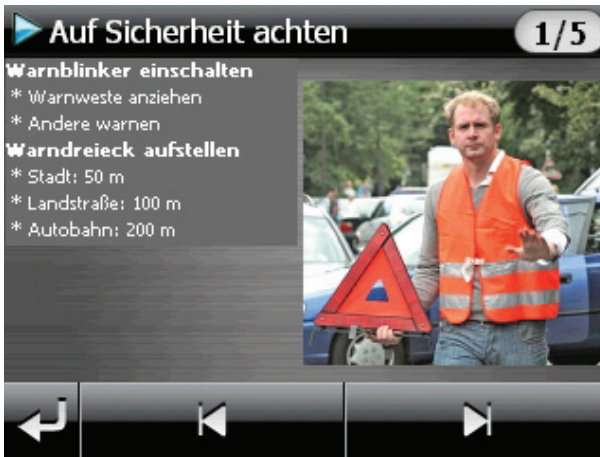 Auf Sicherheit achten
1/5
Warnblinker einschalten
* Warnweste anziehen
* Andere warnen
Warndreieck aufstellen
* Stadt: 50 m
* Landstraße: 100 m
* Autobahn: 200 m